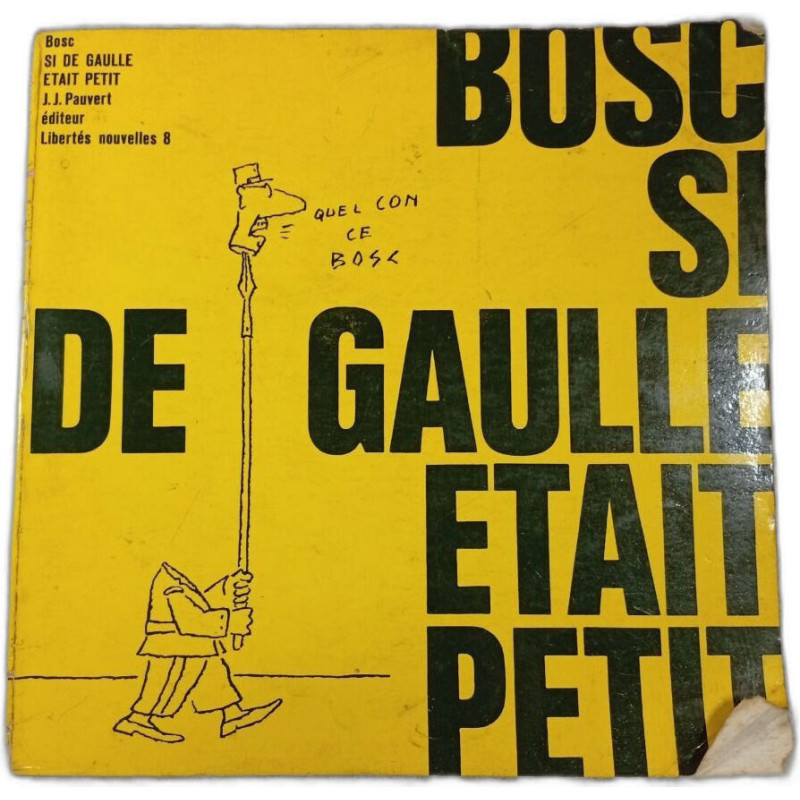 Bosc
SI DE GAULLE
ETAIT PETIT
J.J. Pauvert
éditeur
Libertés nouvelles 8
BOSC
SI
DE GAULLE
ETAIT
PETIT
QUEL CON
CE
BOSC